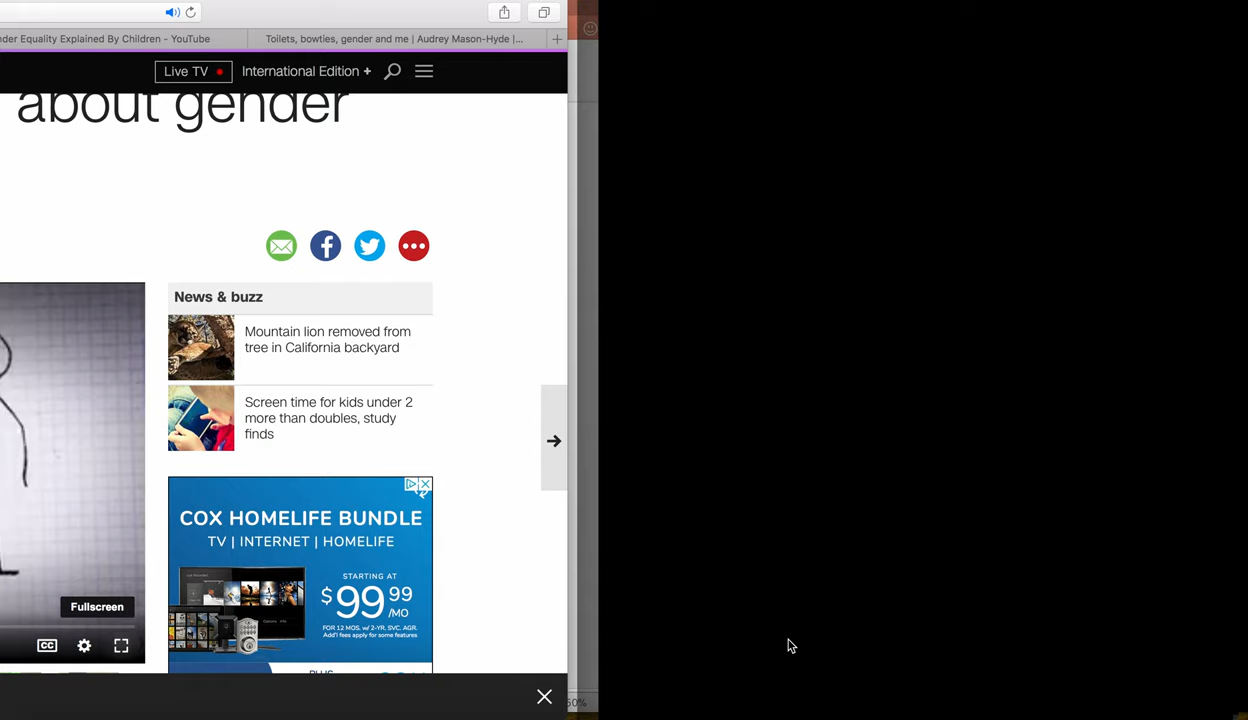 nder Equality Explained By Children - YouTube
Toilets, bowties, gender and me | Audrey Mason-Hyde |...
Live TV
International Edition +
about gender
News & buzz
Mountain lion removed from
tree in California backyard
Screen time for kids under 2
more than doubles, study
finds
COX HOMELIFE BUNDLE
TV | INTERNET | HOMELIFE
STARTING AT
$99 99
/MO
FOR 12 MOS. w/ 2-YR. SVC. AGR.
Add'l fees apply for some features
PLUS
Fullscreen
CC